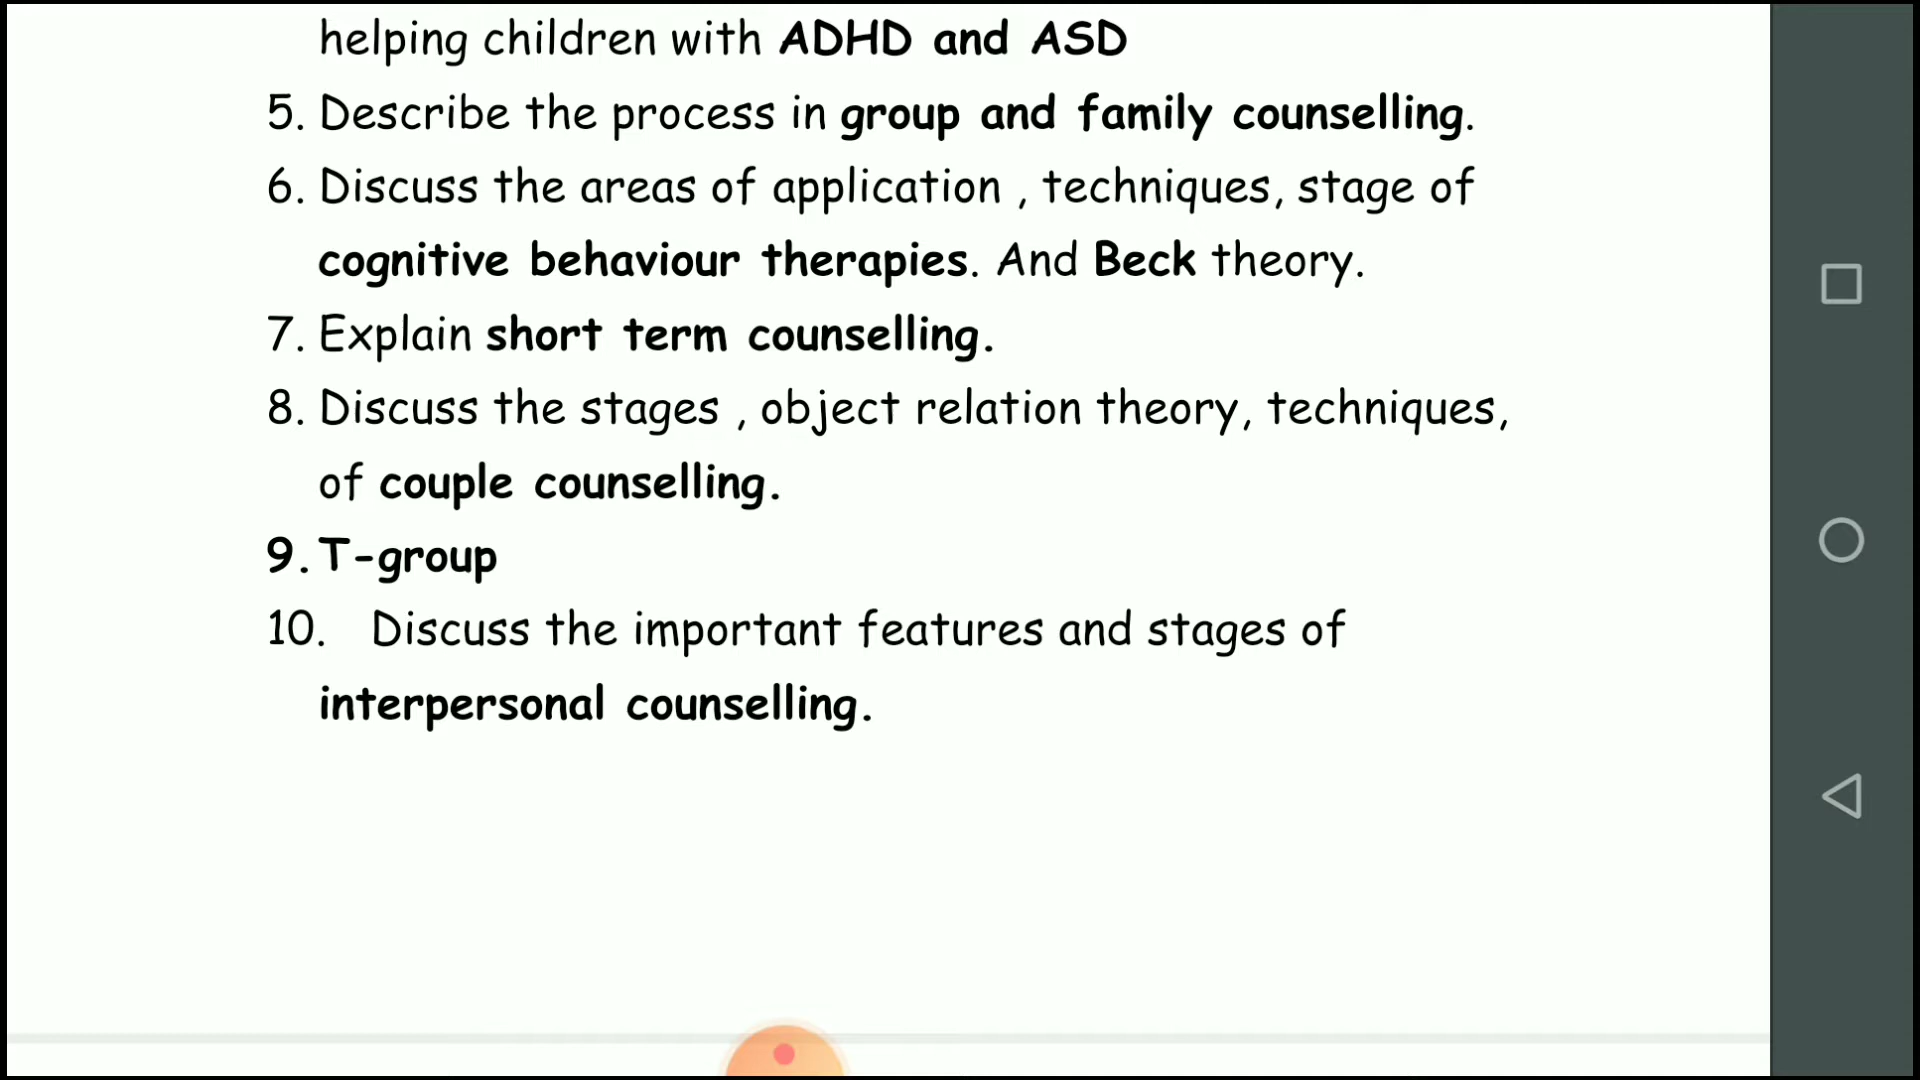 helping children with ADHD and ASD
5. Describe the process in group and family counselling.
6. Discuss the areas of application , techniques, stage of
cognitive behaviour therapies. And Beck theory.
7. Explain short term counselling.
8. Discuss the stages , object relation theory, techniques,
of couple counselling.
9. T-group
10. Discuss the important features and stages of
interpersonal counselling.